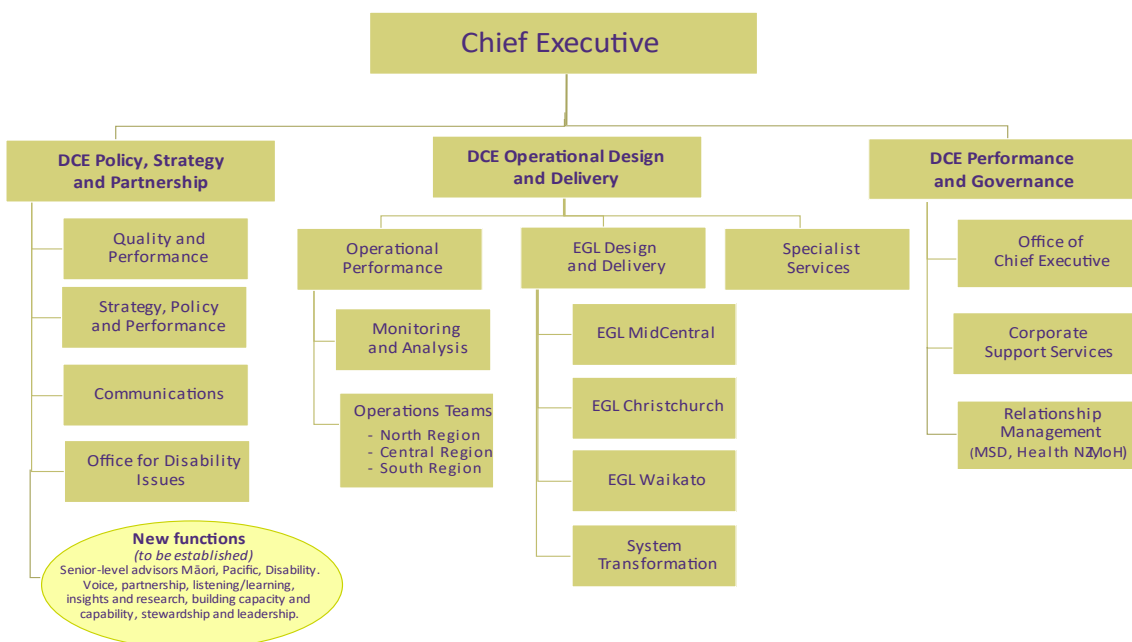 Chief Executive
DCE Policy, Strategy
and Partnership
Quality and
Performance
Strategy, Policy
and Performance
Communications
Office for Disability
Issues
New functions
(to be established)
Senior-level advisors Māori, Pacific, Disability.
Voice, partnership, listening/learning,
insights and research, building capacity and
capability, stewardship and leadership.
DCE Operational Design
and Delivery
Operational
Performance
Monitoring
and Analysis
Operations Teams
- North Region
- Central Region
- South Region
EGL Design
and Delivery
EGL MidCentral
EGL Christchurch
EGL Waikato
System
Transformation
Specialist
Services
DCE Performance
and Governance
Office of
Chief Executive
Corporate
Support Services
Relationship
Management
(MSD, Health NZ, MoH)